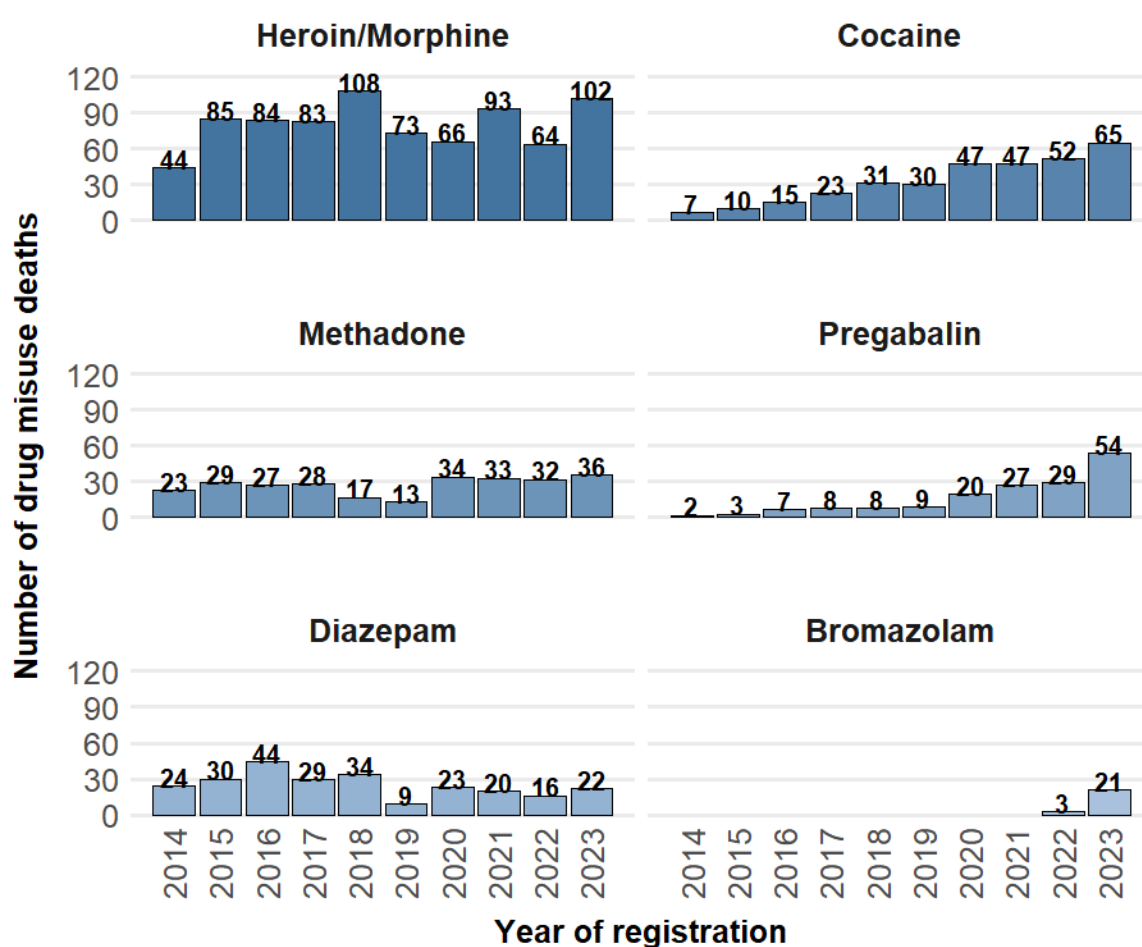 Number of drug misuse deaths
Heroin/Morphine
120
90
60
30
0
44 85 84 83 108 73 66 93 64 102
Cocaine
7 10 15 23 31 30 47 47 52 65
Methadone
120
90
60
30
0
23 29 27 28 17 13 34 33 32 36
Pregabalin
2 3 7 8 8 9 20 27 29 54
Diazepam
120
90
60
30
0
24 30 44 29 34 9 23 20 16 22
Bromazolam
3 21
2014 2015 2016 2017 2018 2019 2020 2021 2022 2023
2014 2015 2016 2017 2018 2019 2020 2021 2022 2023
Year of registration